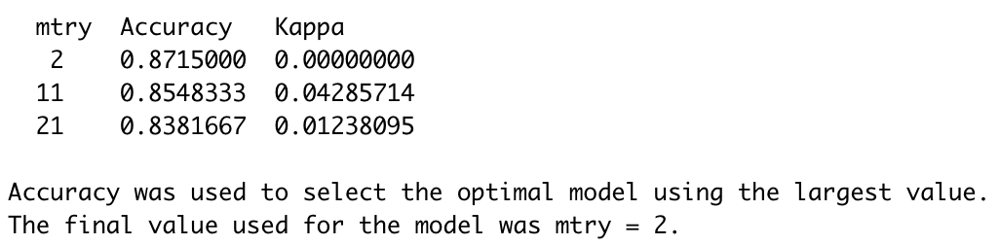 mtry  Accuracy   Kappa
 2    0.8715000  0.00000000
11    0.8548333  0.04285714
21    0.8381667  0.01238095

Accuracy was used to select the optimal model using the largest value.
The final value used for the model was mtry = 2.